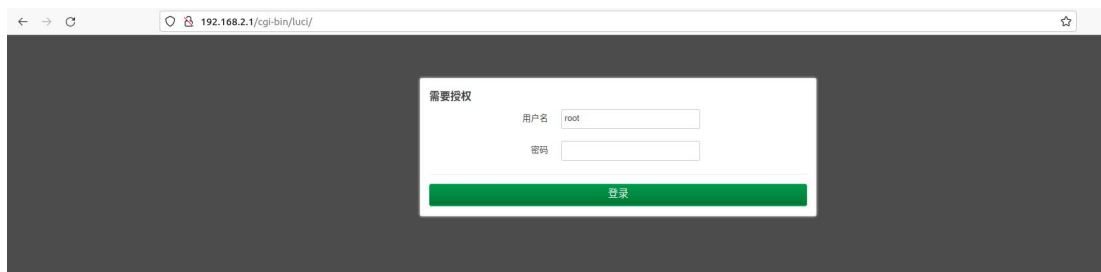 192.168.2.1/cgi-bin/luci/
需要授权
用户名 root
密码
登录